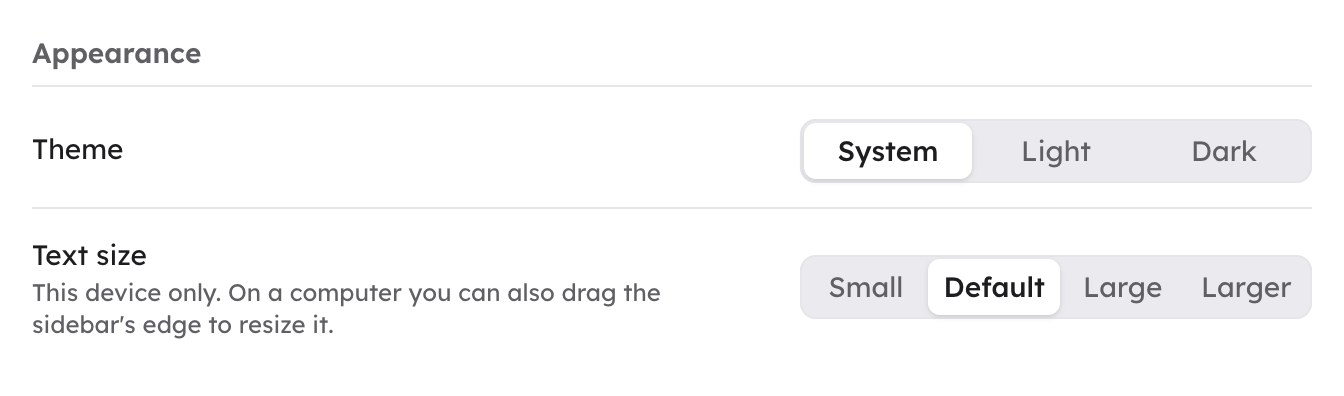 Appearance
Theme
System Light Dark
Text size
This device only. On a computer you can also drag the
sidebar's edge to resize it.
Small Default Large Larger